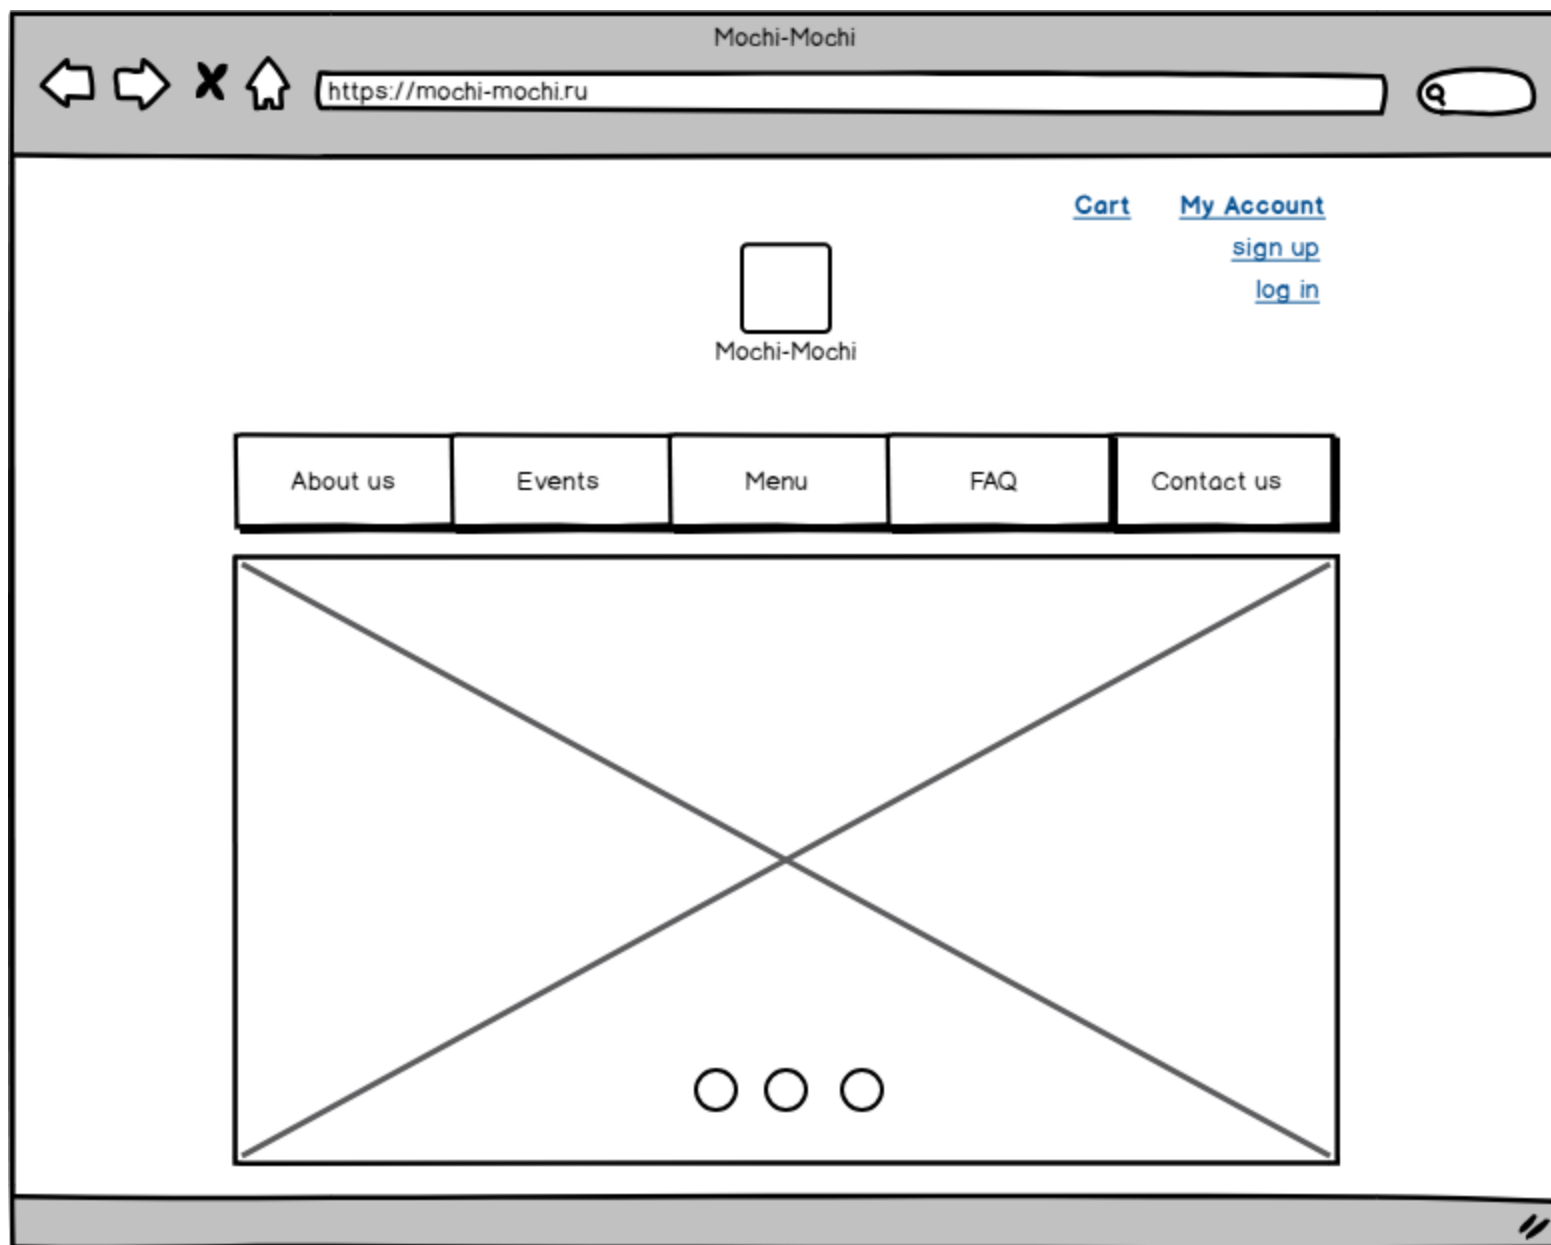 Mochi-Mochi
https://mochi-mochi.ru
Cart My Account
sign up
log in
Mochi-Mochi
About us Events Menu FAQ Contact us